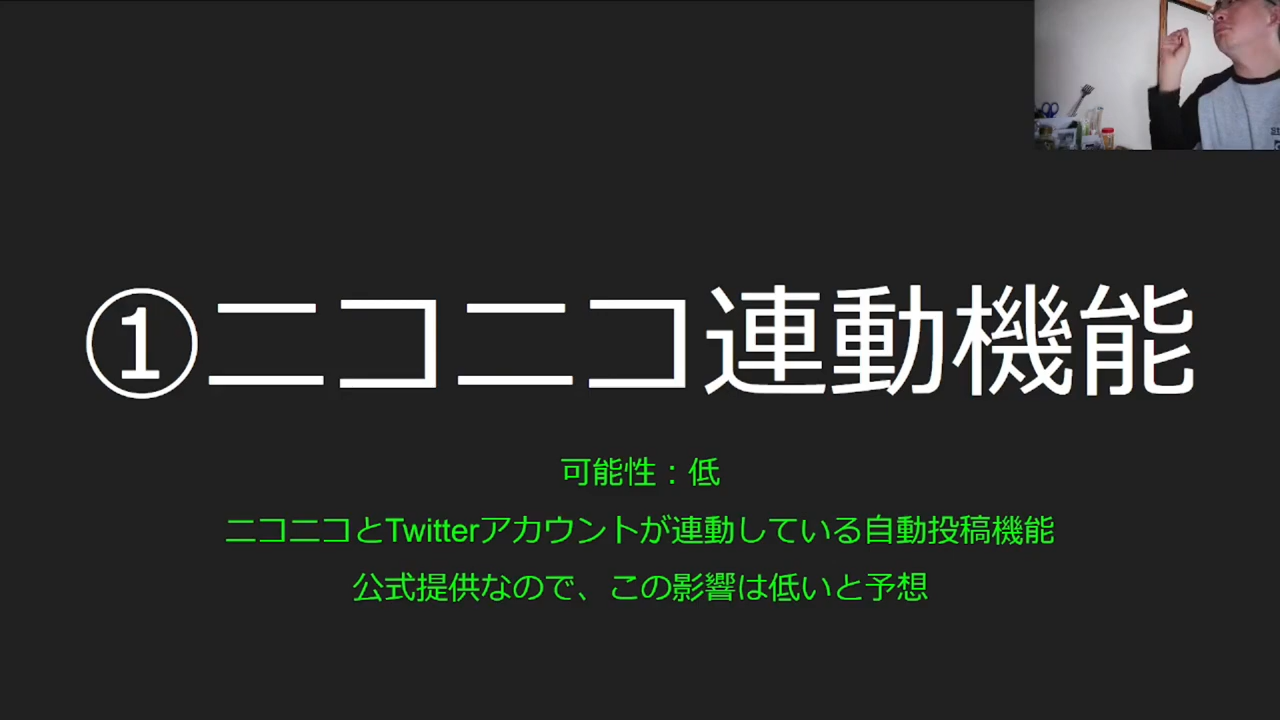 ①ニコニコ連動機能
可能性：低
ニコニコとTwitterアカウントが連動している自動投稿機能
公式提供なので、この影響は低いと予想